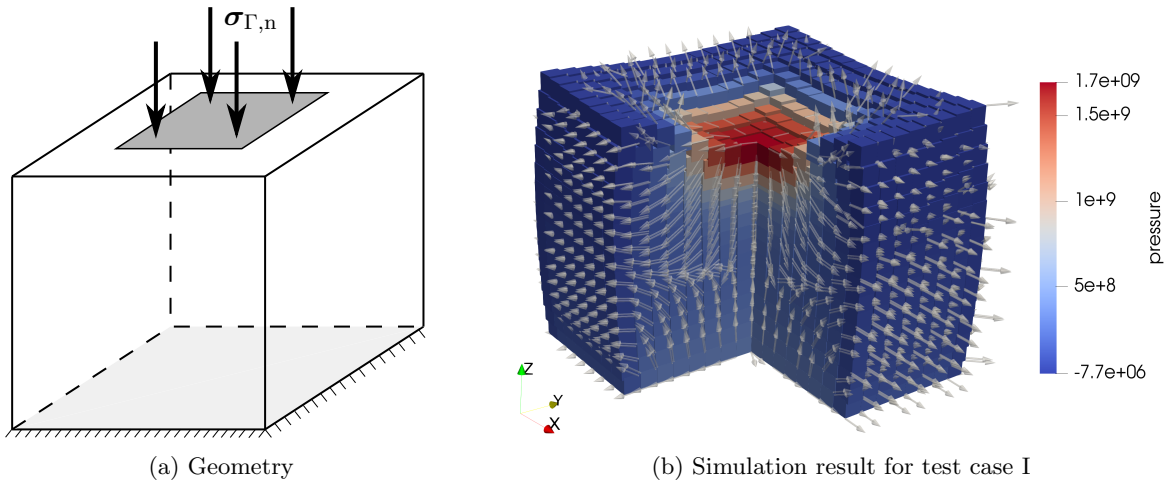 σΓ,n
1.7e+09
1.5e+9
1e+9
5e+8
-7.7e+06
pressure
Z
Y
X
(a) Geometry
(b) Simulation result for test case I